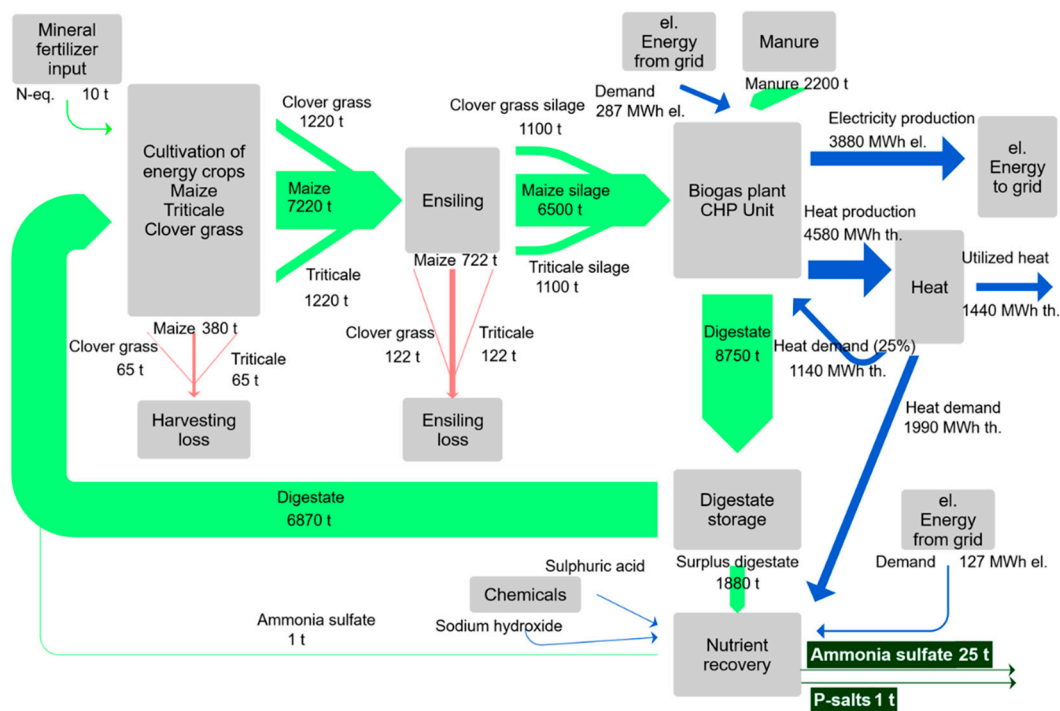 Mineral
fertilizer
input
N-eq. 10 t
Cultivation of
energy crops
Maize
Triticale
Clover grass
Clover grass
1220 t
Maize
7220 t
Triticale
1220 t
Maize 380 t
Clover grass
65 t
Triticale
65 t
Harvesting
loss
Ensiling
Maize 722 t
Clover grass
122 t
Triticale
122 t
Ensiling
loss
Clover grass silage
1100 t
Maize silage
6500 t
Triticale silage
1100 t
el.
Energy
from grid
Demand
287 MWh el.
Manure
Manure 2200 t
Biogas plant
CHP Unit
Electricity production
3880 MWh el.
el.
Energy
to grid
Heat production
4580 MWh th.
Heat
Utilized heat
1440 MWh th.
Heat demand (25%)
1140 MWh th.
Heat demand
1990 MWh th.
Digestate
8750 t
Digestate
storage
Digestate
6870 t
Surplus digestate
1880 t
el.
Energy
from grid
Demand 127 MWh el.
Sulphuric acid
Chemicals
Sodium hydroxide
Ammonia sulfate
1 t
Nutrient
recovery
Ammonia sulfate 25 t
P-salts 1 t